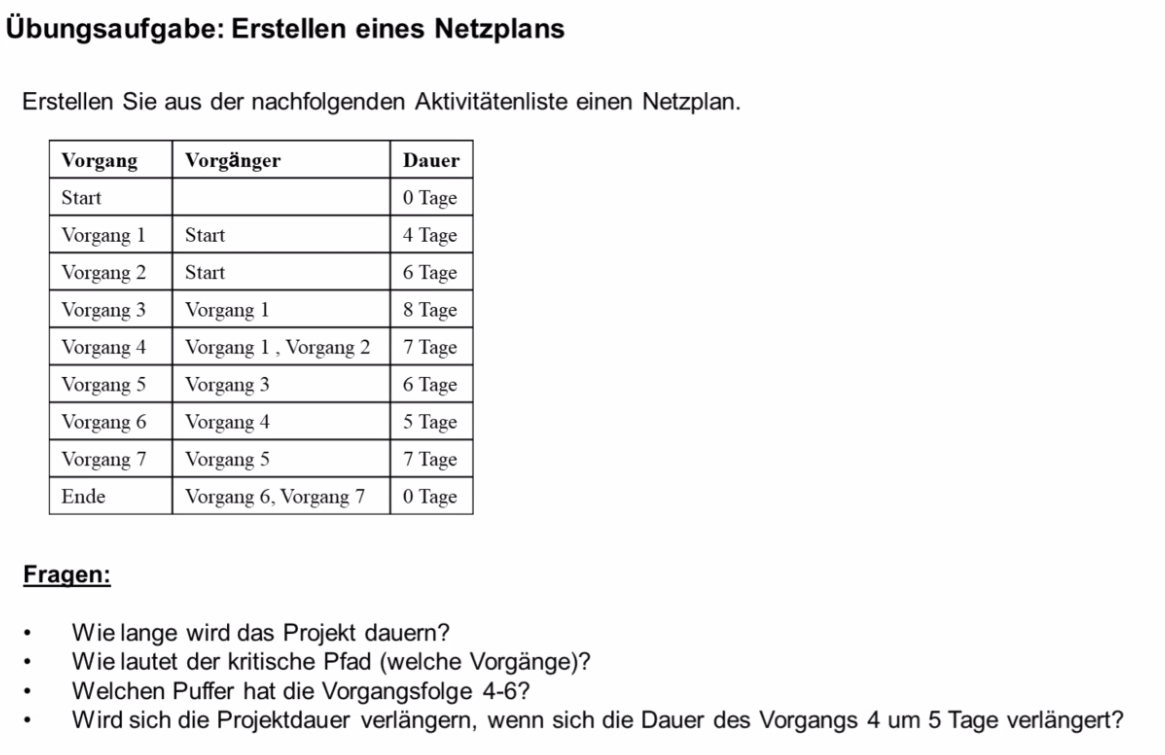 Übungsaufgabe: Erstellen eines Netzplans
Erstellen Sie aus der nachfolgenden Aktivitätenliste einen Netzplan.
Vorgang Vorgänger Dauer
Start 0 Tage
Vorgang 1 Start 4 Tage
Vorgang 2 Start 6 Tage
Vorgang 3 Vorgang 1 8 Tage
Vorgang 4 Vorgang 1 , Vorgang 2 7 Tage
Vorgang 5 Vorgang 3 6 Tage
Vorgang 6 Vorgang 4 5 Tage
Vorgang 7 Vorgang 5 7 Tage
Ende Vorgang 6, Vorgang 7 0 Tage
Fragen:
• Wie lange wird das Projekt dauern?
• Wie lautet der kritische Pfad (welche Vorgänge)?
• Welchen Puffer hat die Vorgangsfolge 4-6?
• Wird sich die Projektdauer verlängern, wenn sich die Dauer des Vorgangs 4 um 5 Tage verlängert?